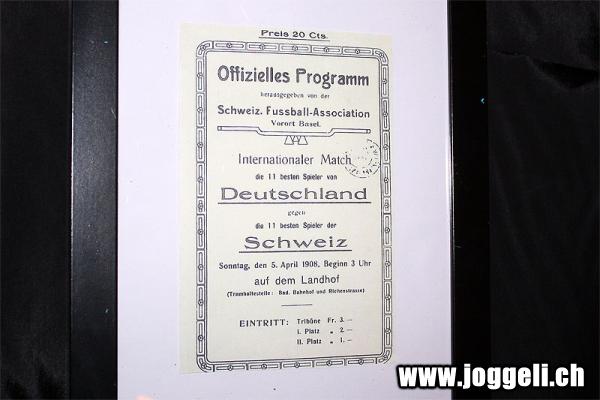 Preis 20 Cts.
Offizielles Programm
herausgegeben von der
Schweiz. Fussball-Association
Vorort Basel.
Internationaler Match
die 11 besten Spieler von
Deutschland
gegen
die 11 besten Spieler der
Schweiz
Sonntag, den 5. April 1908, Beginn 3 Uhr
auf dem Landhof
(Tramhaltestelle: Bad. Bahnhof und Riehenstrasse)
EINTRITT: Tribüne Fr. 3.—
I. Platz „ 2.—
II. Platz „ 1.—
www.joggeli.ch